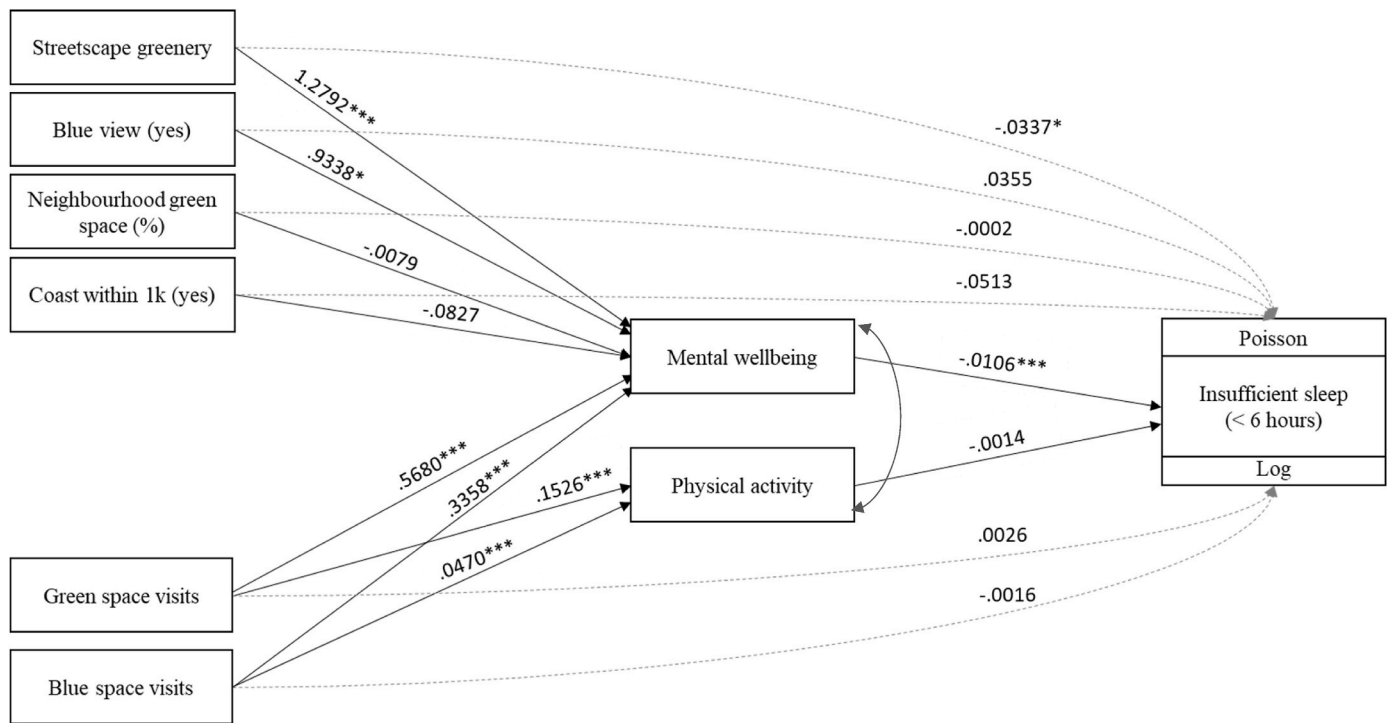 Streetscape greenery
1.2792***
-.0337*
Blue view (yes)
.9338*
.0355
Neighbourhood green
space (%)
-.0079
-.0002
Coast within 1k (yes)
-.0827
-.0513
Mental wellbeing
-.0106***
Poisson
Insufficient sleep
(< 6 hours)
Log
Physical activity
-.0014
.5680***
.3358***
.1526***
.0470***
Green space visits
.0026
Blue space visits
-.0016